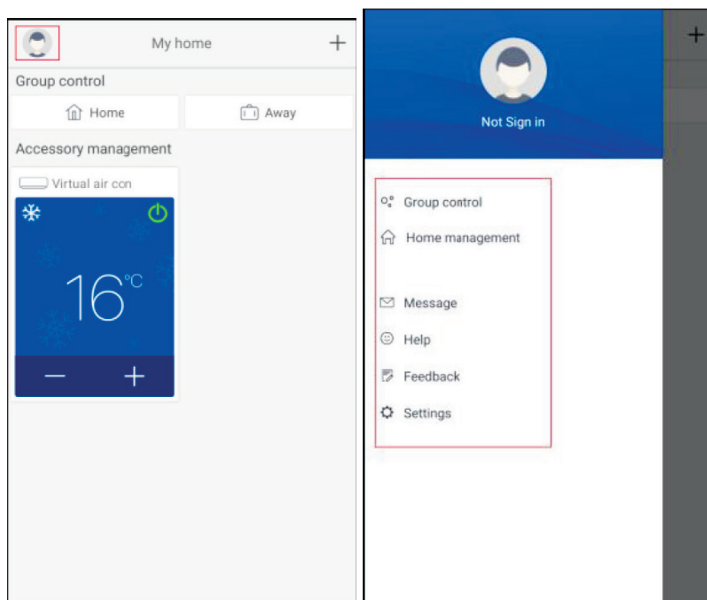 My home
+
Group control
Home
Away
Accessory management
Virtual air con
16°C
— +
+
Not Sign in
Group control
Home management
Message
Help
Feedback
Settings